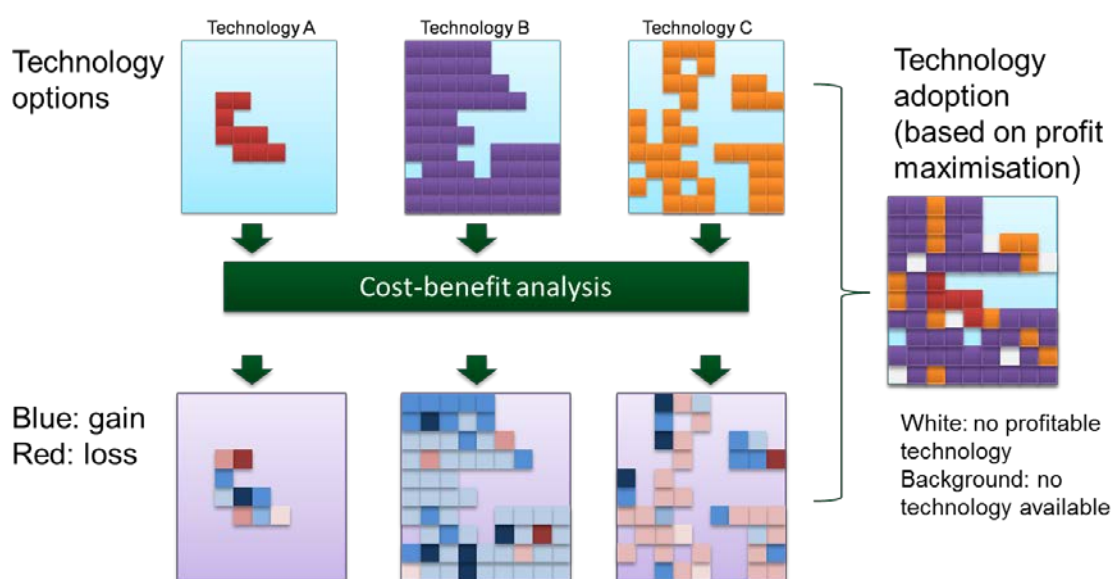 Technology A
Technology B
Technology C
Technology
options
Technology
adoption
(based on profit
maximisation)
Cost-benefit analysis
Blue: gain
Red: loss
White: no profitable
technology
Background: no
technology available